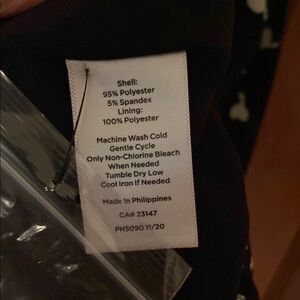 Shell:
95% Polyester
5% Spandex
Lining:
100% Polyester
Machine Wash Cold
Gentle Cycle
Only Non-Chlorine Bleach
When Needed
Tumble Dry Low
Cool Iron If Needed
Made In Philippines
CA# 23147
PH5090 11/20